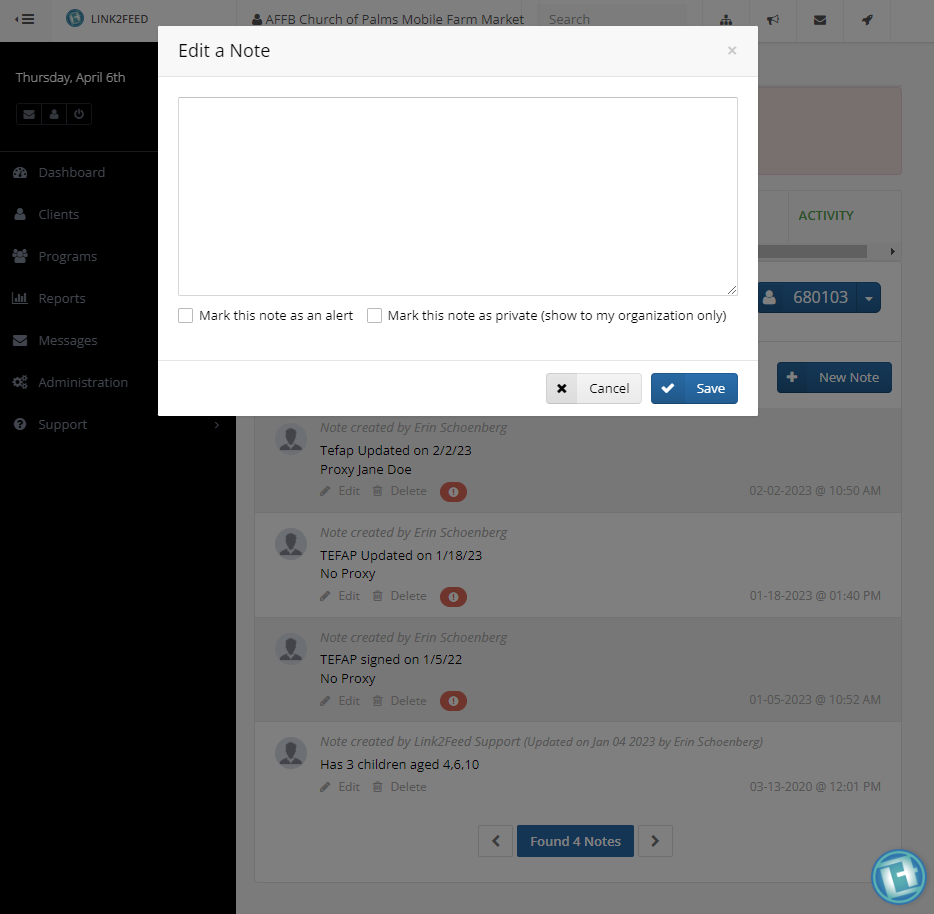 LINK2FEED
AFFB Church of Palms Mobile Farm Market
Search
Thursday, April 6th
Dashboard
Clients
Programs
Reports
Messages
Administration
Support
Edit a Note
×
Mark this note as an alert
Mark this note as private (show to my organization only)
Cancel
Save
ACTIVITY
680103
New Note
Note created by Erin Schoenberg
Tefap Updated on 2/2/23
Proxy Jane Doe
Edit Delete 02-02-2023 @ 10:50 AM
Note created by Erin Schoenberg
TEFAP Updated on 1/18/23
No Proxy
Edit Delete 01-18-2023 @ 01:40 PM
Note created by Erin Schoenberg
TEFAP signed on 1/5/22
No Proxy
Edit Delete 01-05-2023 @ 10:52 AM
Note created by Link2Feed Support (Updated on Jan 04 2023 by Erin Schoenberg)
Has 3 children aged 4,6,10
Edit Delete 03-13-2020 @ 12:01 PM
Found 4 Notes